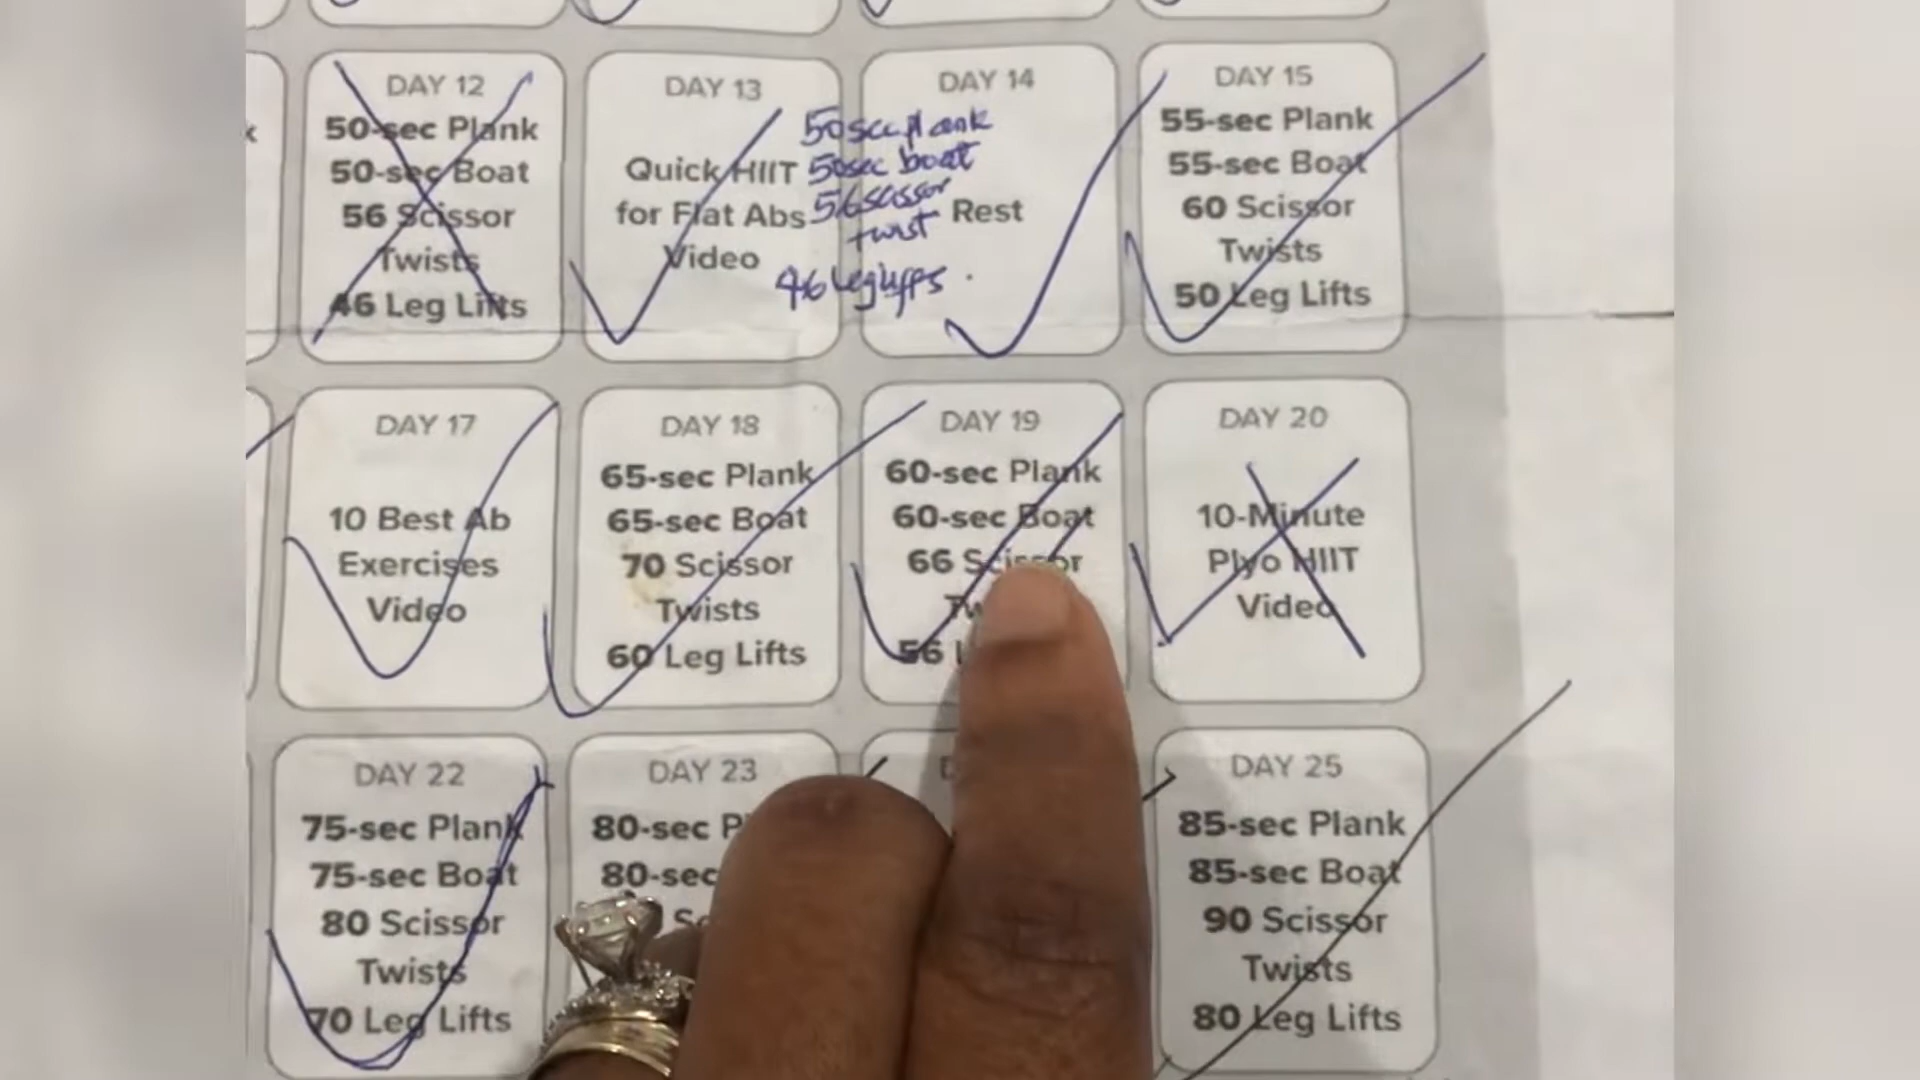 DAY 12
50-sec Plank
50-sec Boat
56 Scissor
Twists
46 Leg Lifts
DAY 13
Quick HIIT
for Flat Abs
Video
DAY 14
50sec plank
50sec boat
56 scissor
twist
Rest
DAY 15
55-sec Plank
55-sec Boat
60 Scissor
Twists
50 Leg Lifts
DAY 17
10 Best Ab
Exercises
Video
DAY 18
65-sec Plank
65-sec Boat
70 Scissor
Twists
60 Leg Lifts
DAY 19
60-sec Plank
60-sec Boat
66 Scissor
56
DAY 20
10-Minute
Plyo HIIT
Video
DAY 22
75-sec Plank
75-sec Boat
80 Scissor
Twists
70 Leg Lifts
DAY 23
80-sec
80-sec
DAY 25
85-sec Plank
85-sec Boat
90 Scissor
Twists
80 Leg Lifts